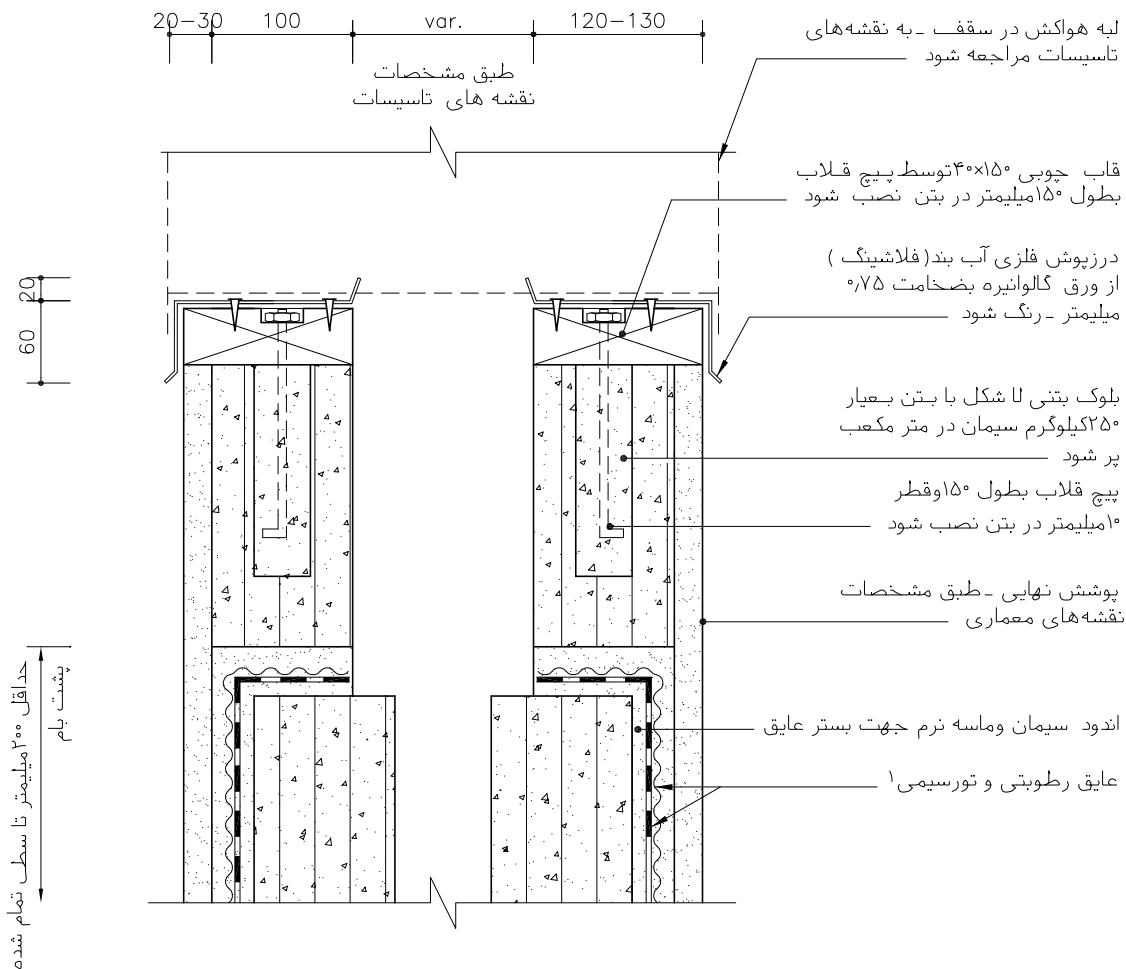 20-30
100
var.
120-130
طبق مشخصات
نقشه های تاسیسات
لبه هواکش در سقف - به نقشه‌های
تاسیسات مراجعه شود
قاب چوبی ۱۵۰×۴۰ توسط پیچ قلاب
بطول ۱۵۰میلیمتر در بتن نصب شود
درزپوش فلزی آب بند(فلاشینگ)
از ورق گالوانیره بضخامت ۰٫۷۵
میلیمتر - رنگ شود
20
60
بلوک بتنی U شکل با بتن بعیار
۲۵۰کیلوگرم سیمان در متر مکعب
پر شود
پیچ قلاب بطول ۱۵۰وقطر
۱۰میلیمتر در بتن نصب شود
پوشش نهایی - طبق مشخصات
نقشه‌های معماری
اندود سیمان وماسه نرم جهت بستر عایق
عایق رطوبتی و تورسیمی۱
حداقل ۲۰۰میلیمتر تا سطح تمام شده
پشت بام